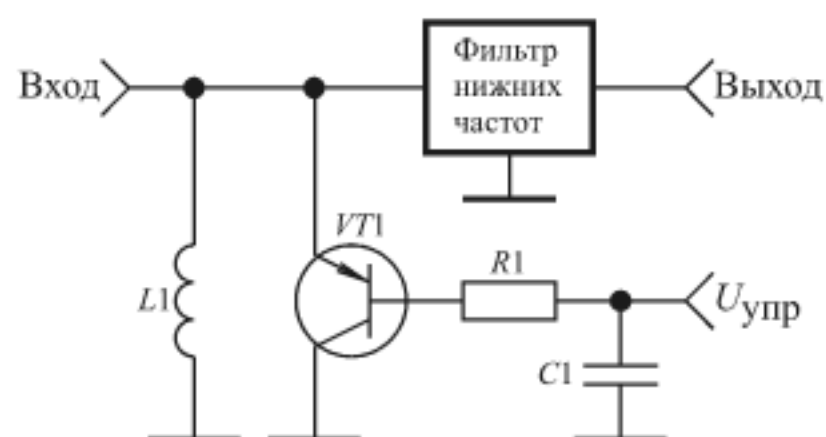 Вход
Фильтр
нижних
частот
Выход
VT1
R1
L1
Uупр
C1